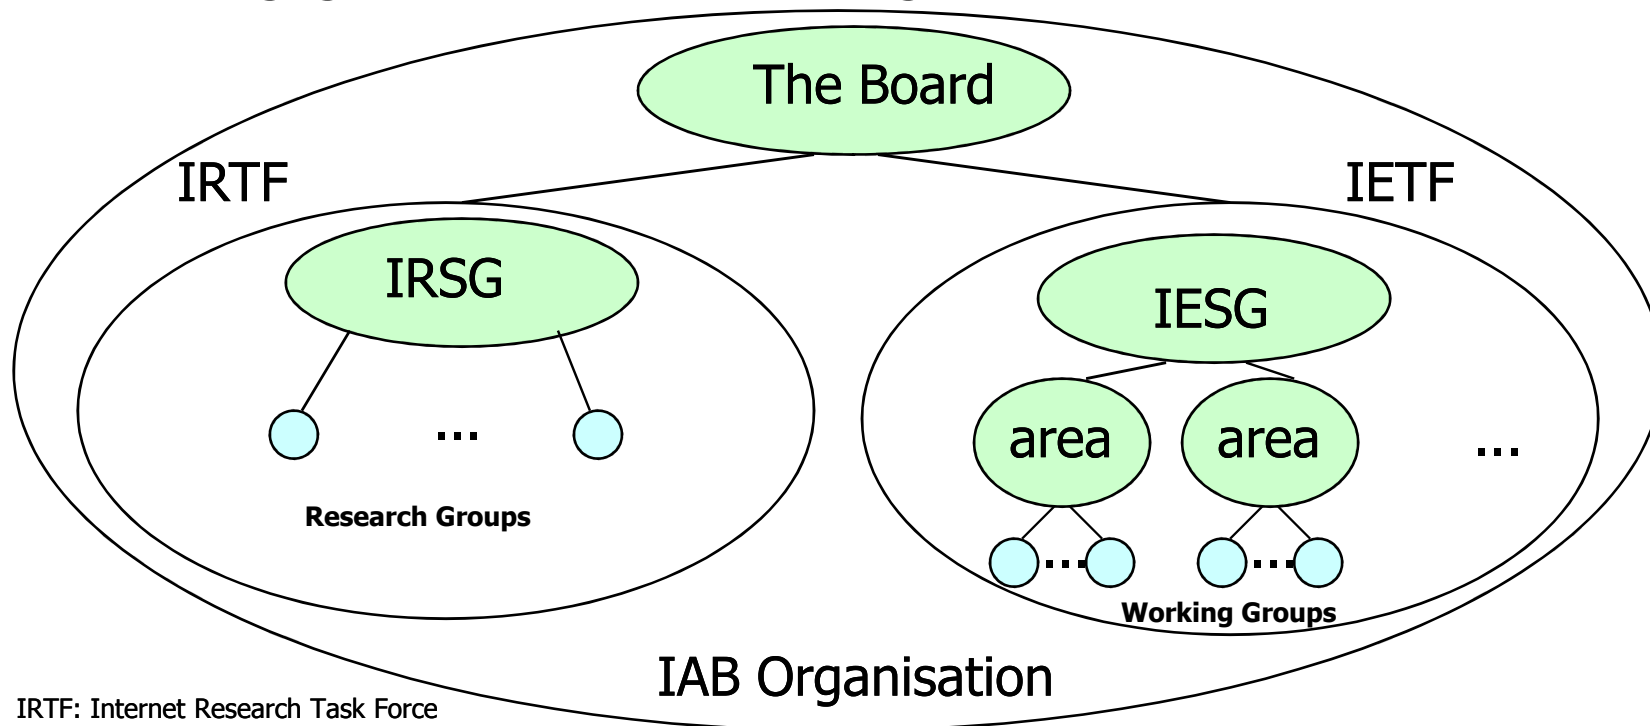 The Board
IRTF
IETF
IRSG
IESG
area
area
...
...
Research Groups
...
...
Working Groups
IAB Organisation
IRTF: Internet Research Task Force